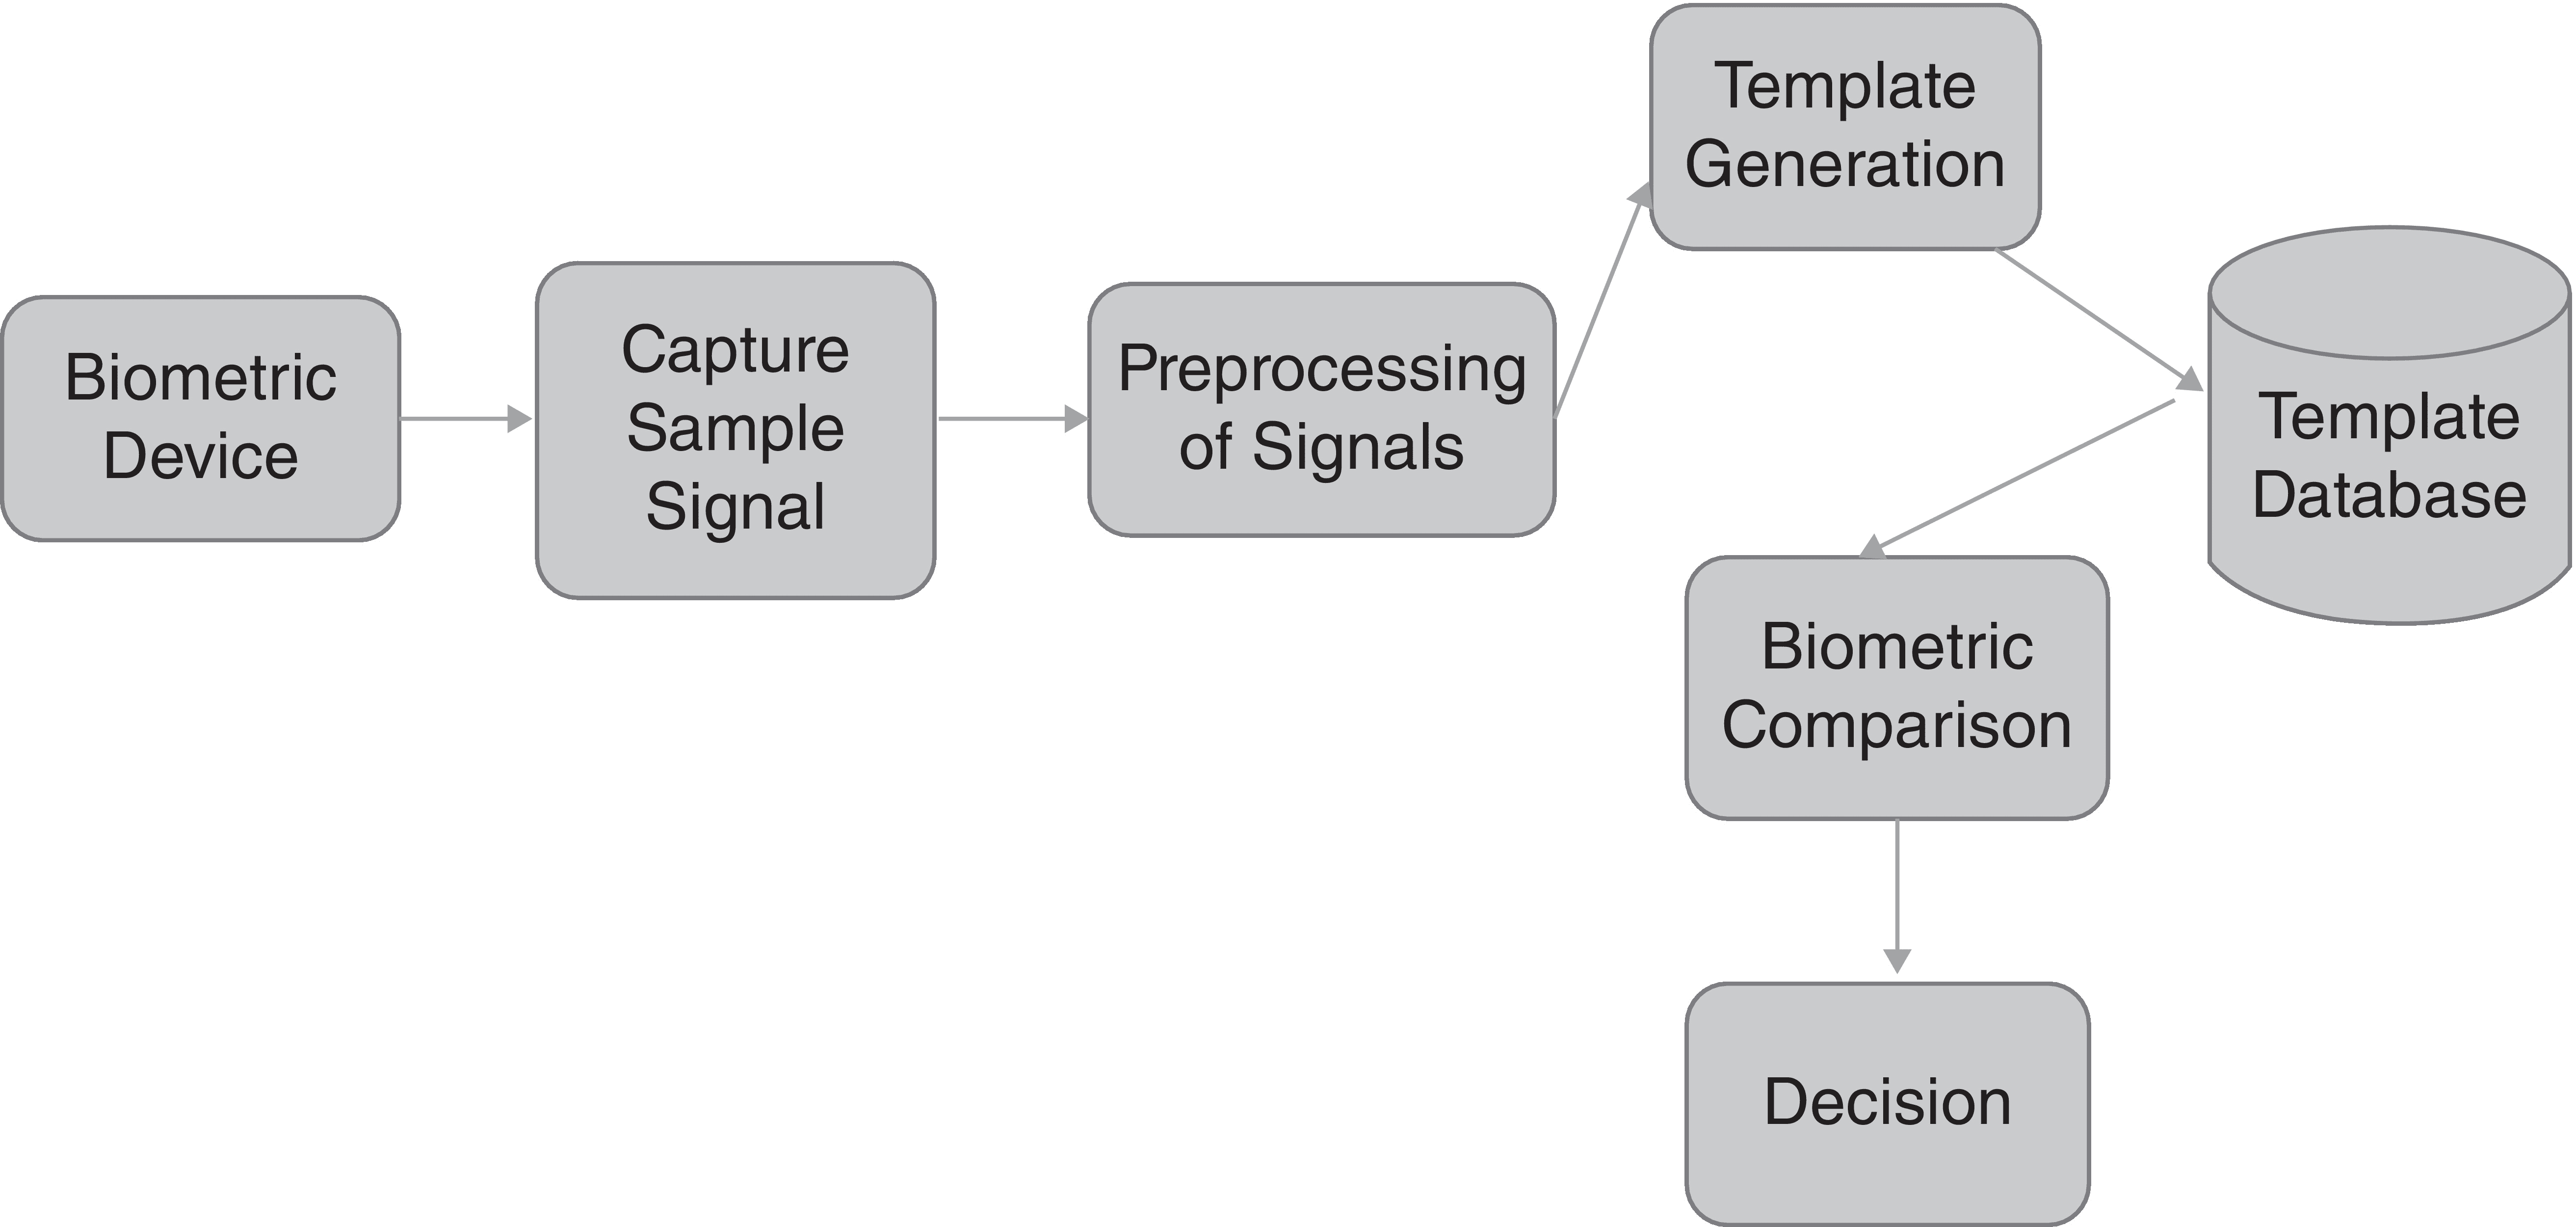 Biometric
Device
Capture
Sample
Signal
Preprocessing
of Signals
Template
Generation
Template
Database
Biometric
Comparison
Decision